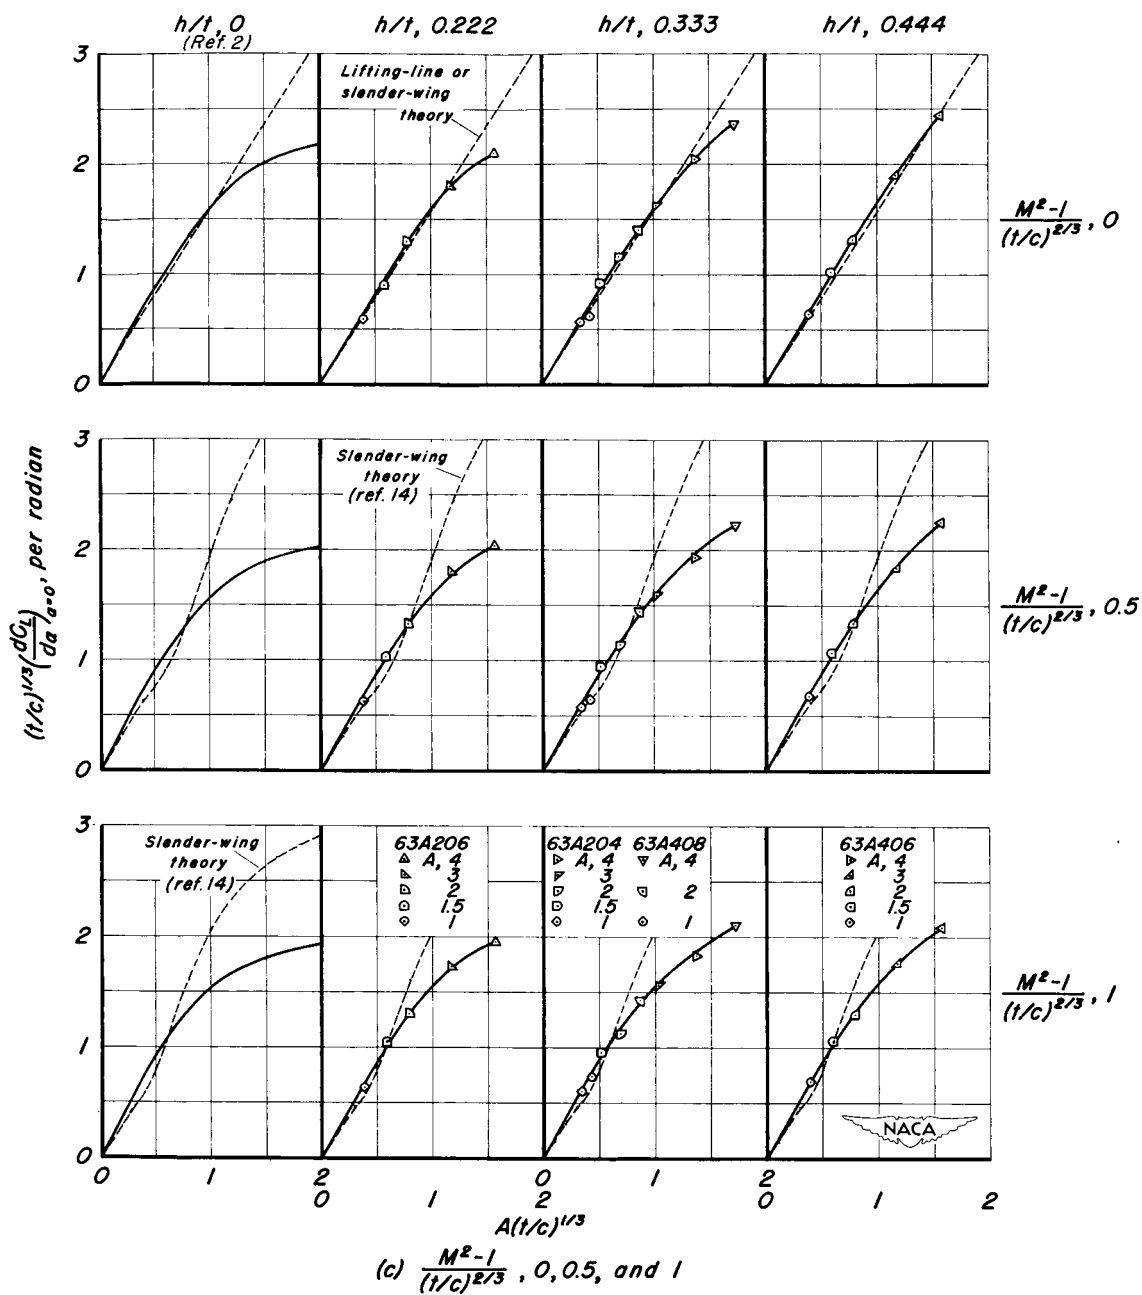 h/t, 0
(Ref. 2)
h/t, 0.222
h/t, 0.333
h/t, 0.444
3
2
1
0
Lifting-line or
slender-wing
theory
M²-1
(t/c)^2/3 , 0
3
2
1
0
Slender-wing
theory
(ref. 14)
M²-1
(t/c)^2/3 , 0.5
(t/c)^1/3 (dC_L/da)_a=0, per radian
3
2
1
0
Slender-wing
theory
(ref. 14)
63A206
A, 4
3
2
1.5
1
63A204 63A408
A, 4 A, 4
3
2 2
1.5
1 1
63A406
A, 4
3
2
1.5
1
M²-1
(t/c)^2/3 , 1
NACA
0 1 2 0 1 2
0 1 2 0 1 2
A(t/c)^1/3
(c) M²-1/(t/c)^2/3 , 0, 0.5, and 1